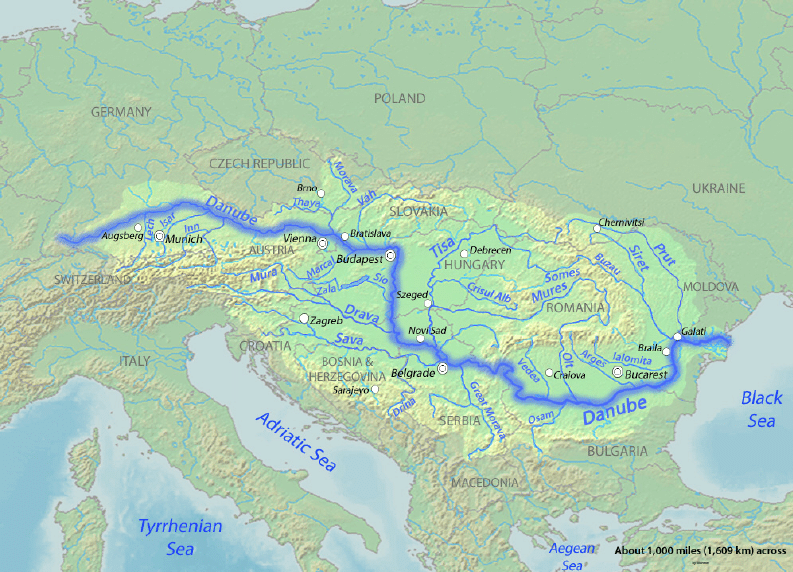 POLAND
GERMANY
CZECH REPUBLIC
Morava
UKRAINE
Brno
Vah
Thaya
Danube
SLOVAKIA
Chernivitsi
Lech
Isar
Inn
Augsberg
Munich
Vienna
Bratislava
Tisa
Prut
Siret
AUSTRIA
Budapest
Debrecen
HUNGARY
Buzau
SWITZERLAND
Mura
Marcal
Zala
Sio
Somes
Crisul Alb
Mures
MOLDOVA
Szeged
ROMANIA
Drava
Zagreb
Novi Sad
Galati
Sava
CROATIA
Braila
ITALY
BOSNIA &
HERZEGOVINA
Belgrade
Vedea
Olt
Arges
Ialomita
Cralova
Bucarest
Sarajevo
Drina
Great Morava
Black
Sea
Danube
Osam
SERBIA
Adriatic Sea
BULGARIA
MACEDONIA
Tyrrhenian
Sea
Aegean
Sea
About 1,000 miles (1,609 km) across